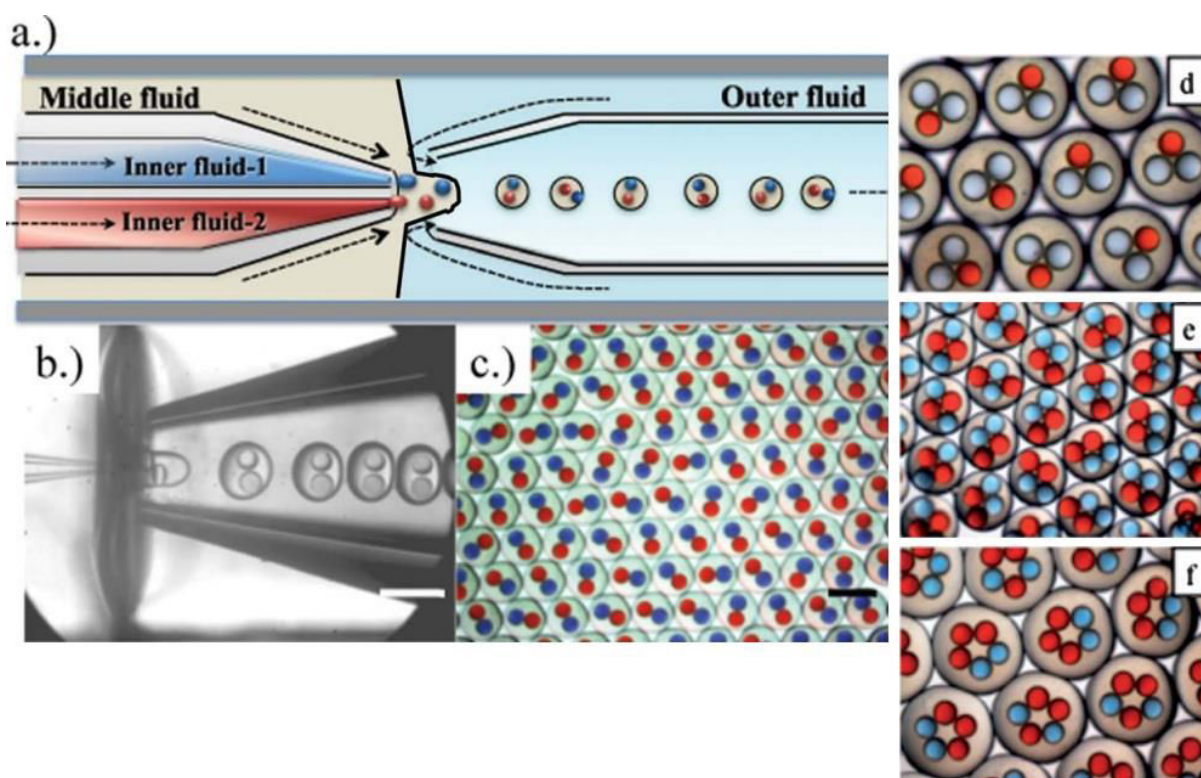 a.)
Middle fluid
Outer fluid
Inner fluid-1
Inner fluid-2
b.)
c.)
d
e
f